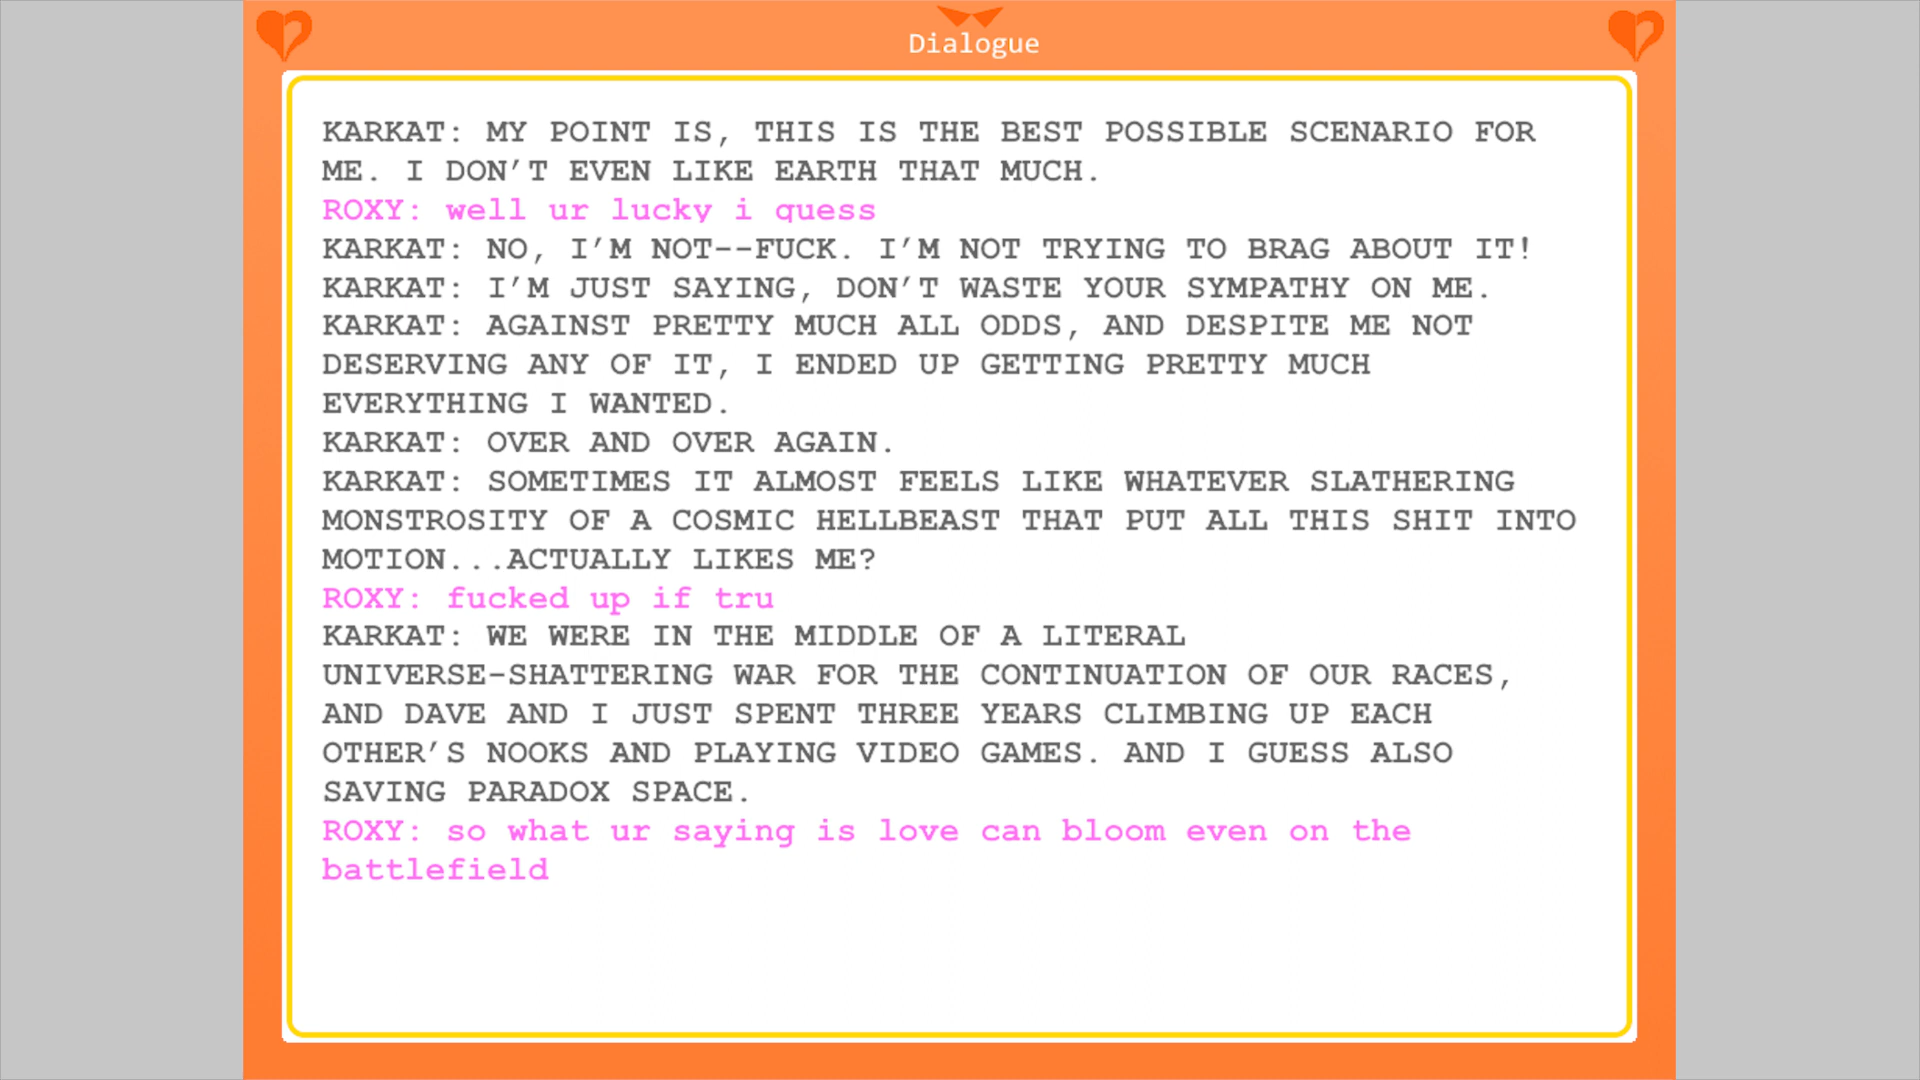 Dialogue
KARKAT: MY POINT IS, THIS IS THE BEST POSSIBLE SCENARIO FOR
ME. I DON’T EVEN LIKE EARTH THAT MUCH.
ROXY: well ur lucky i guess
KARKAT: NO, I’M NOT--FUCK. I’M NOT TRYING TO BRAG ABOUT IT!
KARKAT: I’M JUST SAYING, DON’T WASTE YOUR SYMPATHY ON ME.
KARKAT: AGAINST PRETTY MUCH ALL ODDS, AND DESPITE ME NOT
DESERVING ANY OF IT, I ENDED UP GETTING PRETTY MUCH
EVERYTHING I WANTED.
KARKAT: OVER AND OVER AGAIN.
KARKAT: SOMETIMES IT ALMOST FEELS LIKE WHATEVER SLATHERING
MONSTROSITY OF A COSMIC HELLBEAST THAT PUT ALL THIS SHIT INTO
MOTION...ACTUALLY LIKES ME?
ROXY: fucked up if tru
KARKAT: WE WERE IN THE MIDDLE OF A LITERAL
UNIVERSE-SHATTERING WAR FOR THE CONTINUATION OF OUR RACES,
AND DAVE AND I JUST SPENT THREE YEARS CLIMBING UP EACH
OTHER’S NOOKS AND PLAYING VIDEO GAMES. AND I GUESS ALSO
SAVING PARADOX SPACE.
ROXY: so what ur saying is love can bloom even on the
battlefield